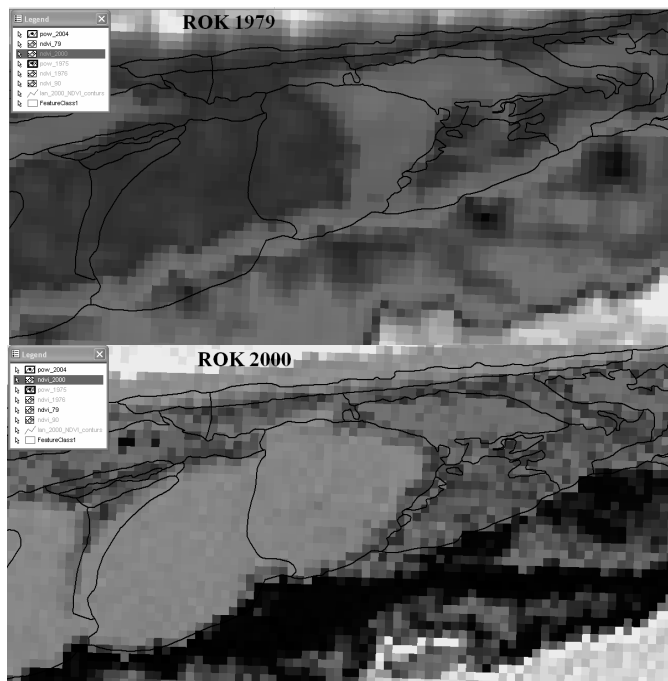 Legend
ROK 1979
pow_2004
ndvi_79
ndvi_2000
pow_1975
ndvi_1976
ndvi_90
lan_2000_NDVI_conturs
FeatureClass1
Legend
ROK 2000
pow_2004
ndvi_2000
pow_1975
ndvi_1976
ndvi_79
ndvi_90
lan_2000_NDVI_conturs
FeatureClass1